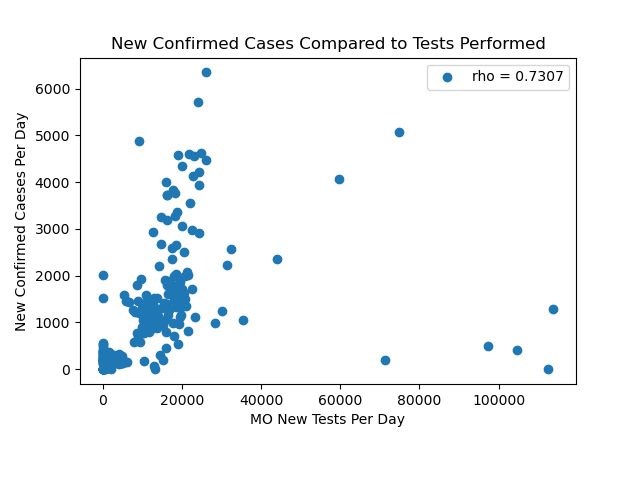 New Confirmed Cases Compared to Tests Performed
rho = 0.7307
New Confirmed Caeses Per Day
6000
5000
4000
3000
2000
1000
0
0 20000 40000 60000 80000 100000
MO New Tests Per Day